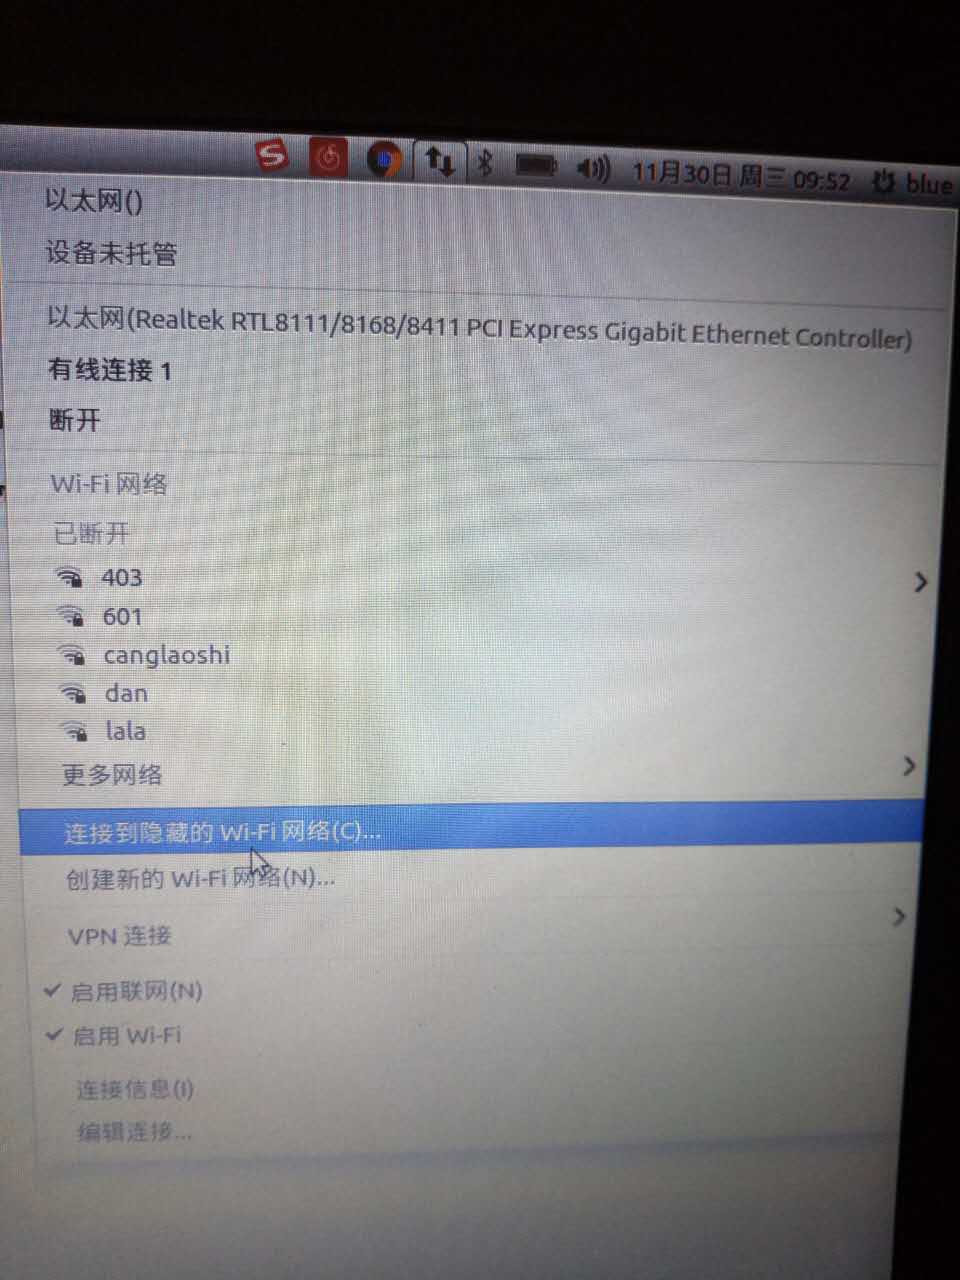 11月30日 周三 09:52 blue
以太网()
设备未托管
以太网(Realtek RTL8111/8168/8411 PCI Express Gigabit Ethernet Controller)
有线连接 1
断开
Wi-Fi 网络
已断开
403
601
canglaoshi
dan
lala
更多网络
连接到隐藏的 Wi-Fi 网络(C)...
创建新的 Wi-Fi 网络(N)...
VPN 连接
启用联网(N)
启用 Wi-Fi
连接信息(I)
编辑连接...